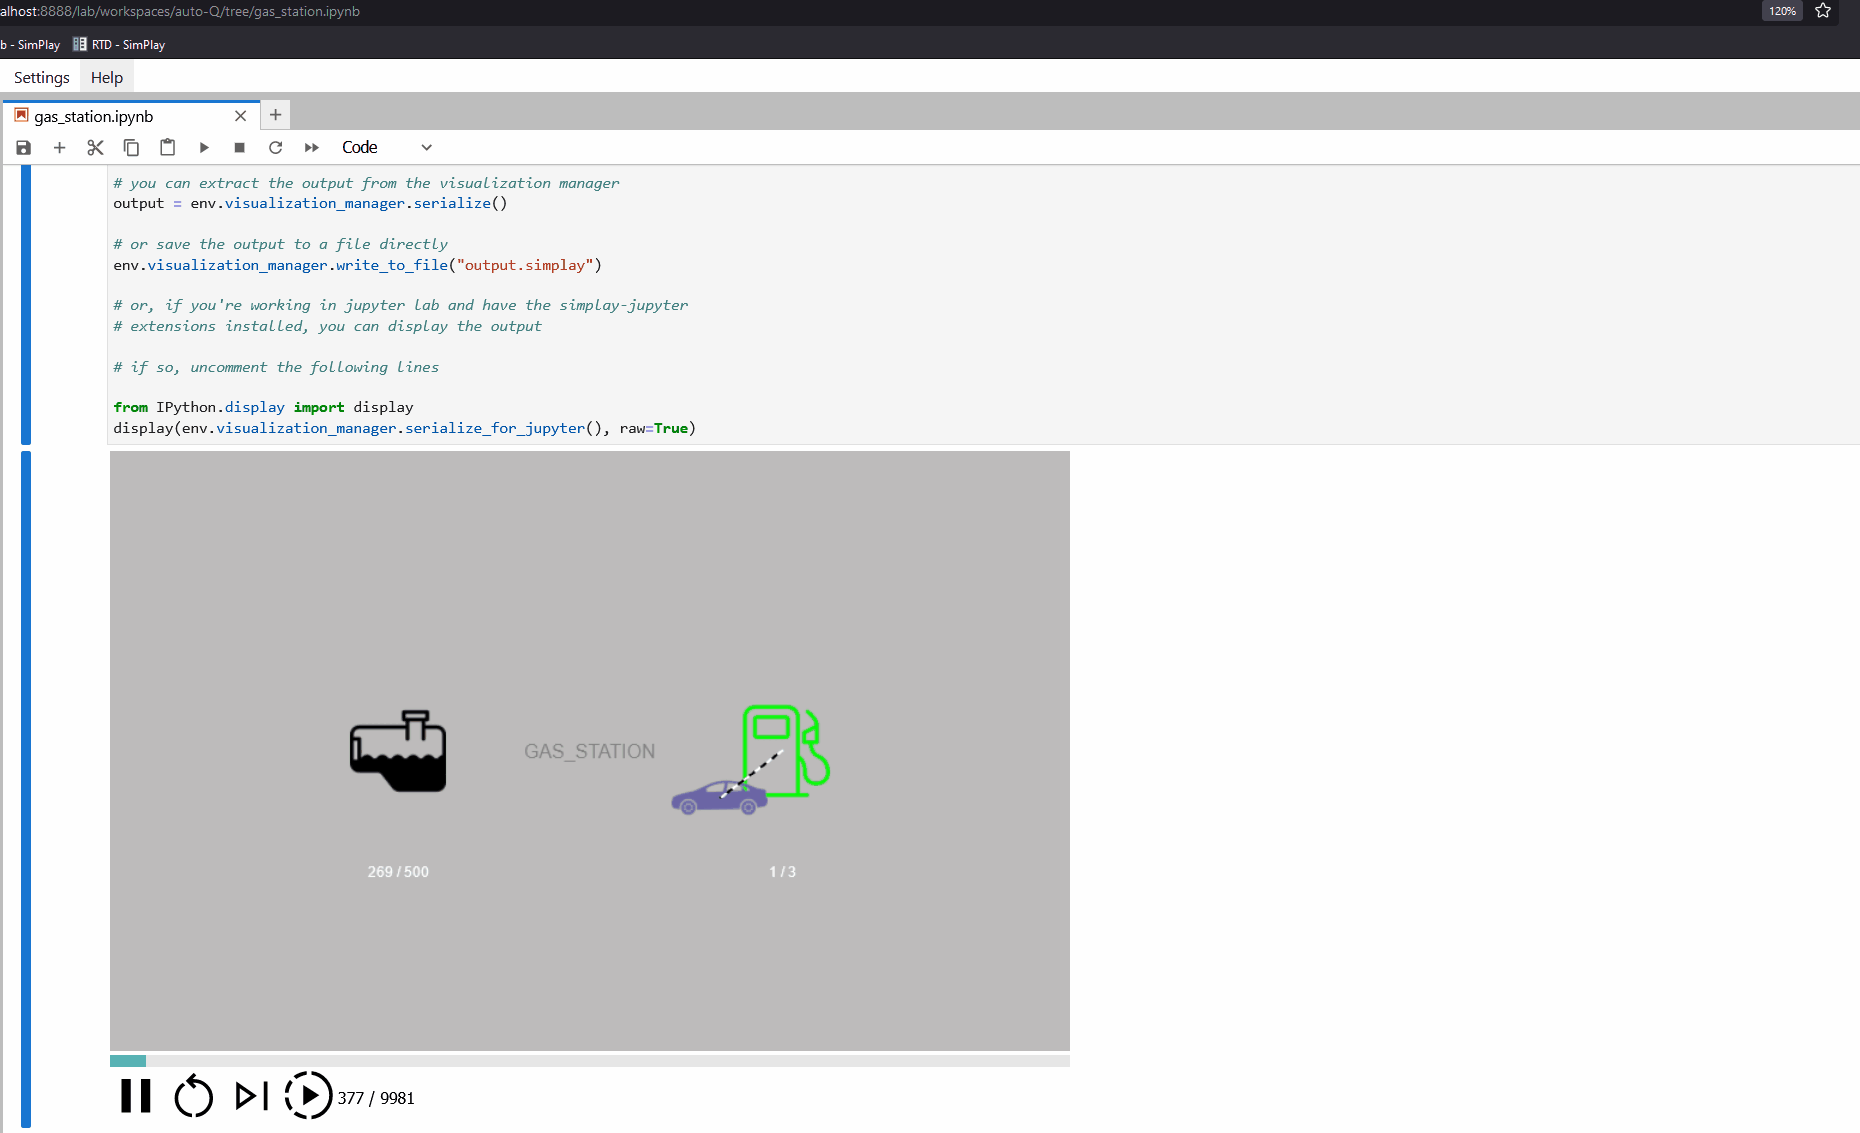 alhost:8888/lab/workspaces/auto-Q/tree/gas_station.ipynb 120%
b - SimPlay RTD - SimPlay
Settings Help
gas_station.ipynb
Code
# you can extract the output from the visualization manager
output = env.visualization_manager.serialize()
# or save the output to a file directly
env.visualization_manager.write_to_file("output.simplay")
# or, if you're working in jupyter lab and have the simplay-jupyter
# extensions installed, you can display the output
# if so, uncomment the following lines
from IPython.display import display
display(env.visualization_manager.serialize_for_jupyter(), raw=True)
GAS_STATION
269 / 500 1 / 3
377 / 9981